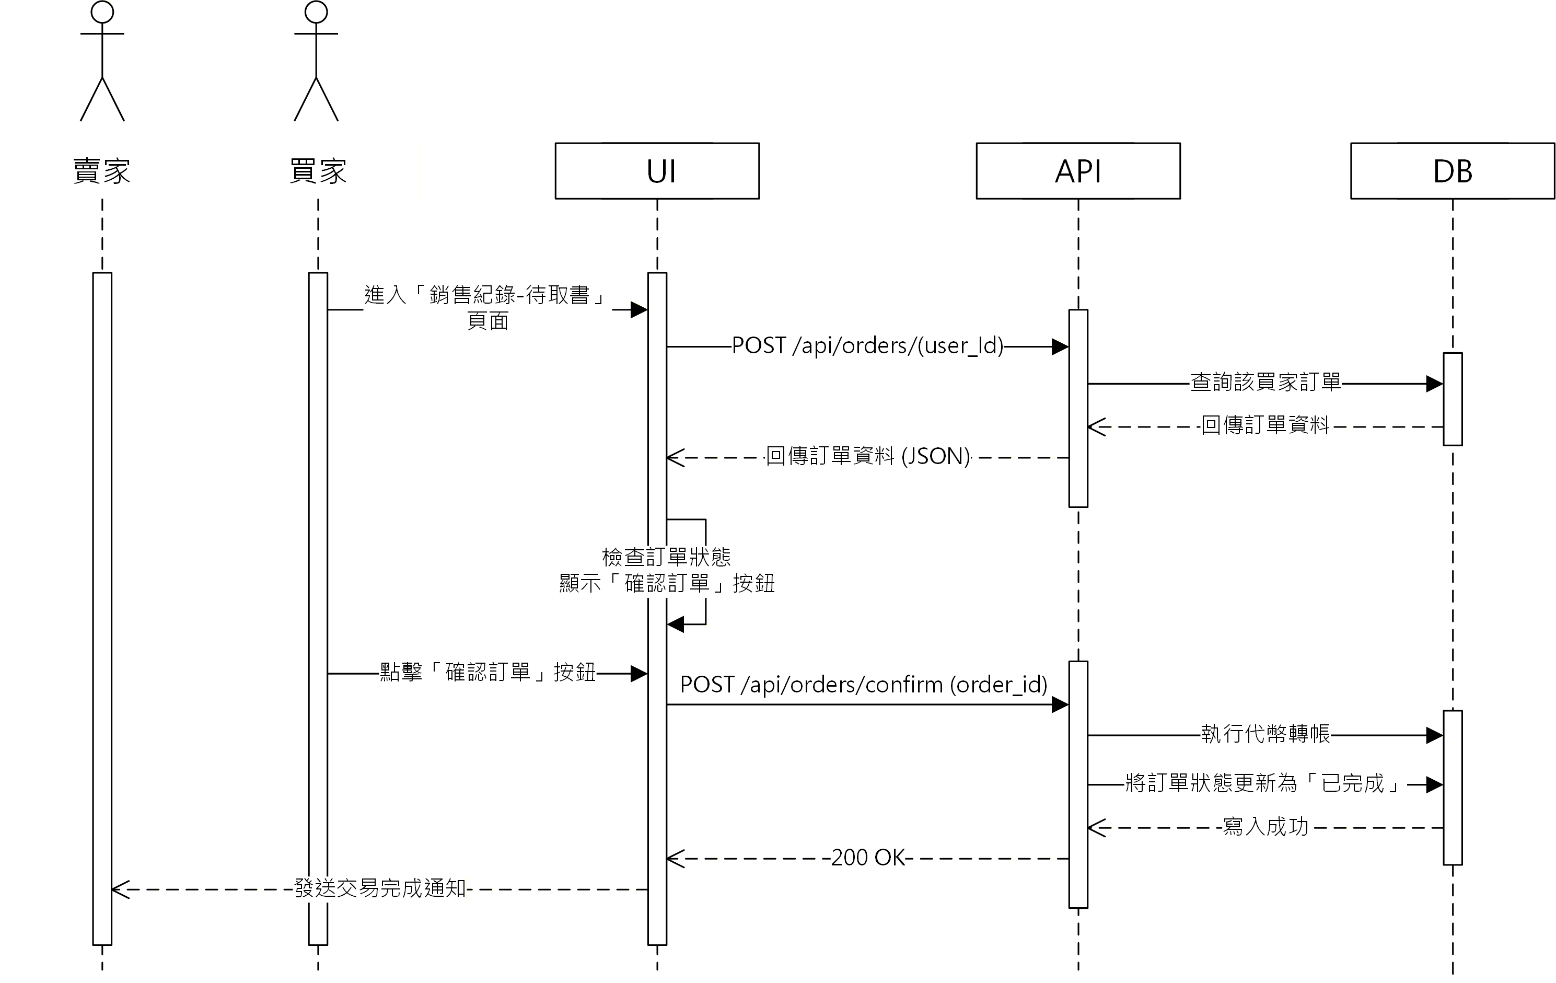 賣家
買家
UI
API
DB
進入「銷售紀錄-待取書」
頁面
POST /api/orders/(user_Id)
查詢該買家訂單
回傳訂單資料
回傳訂單資料 (JSON)
檢查訂單狀態
顯示「確認訂單」按鈕
點擊「確認訂單」按鈕
POST /api/orders/confirm (order_id)
執行代幣轉帳
將訂單狀態更新為「已完成」
寫入成功
200 OK
發送交易完成通知